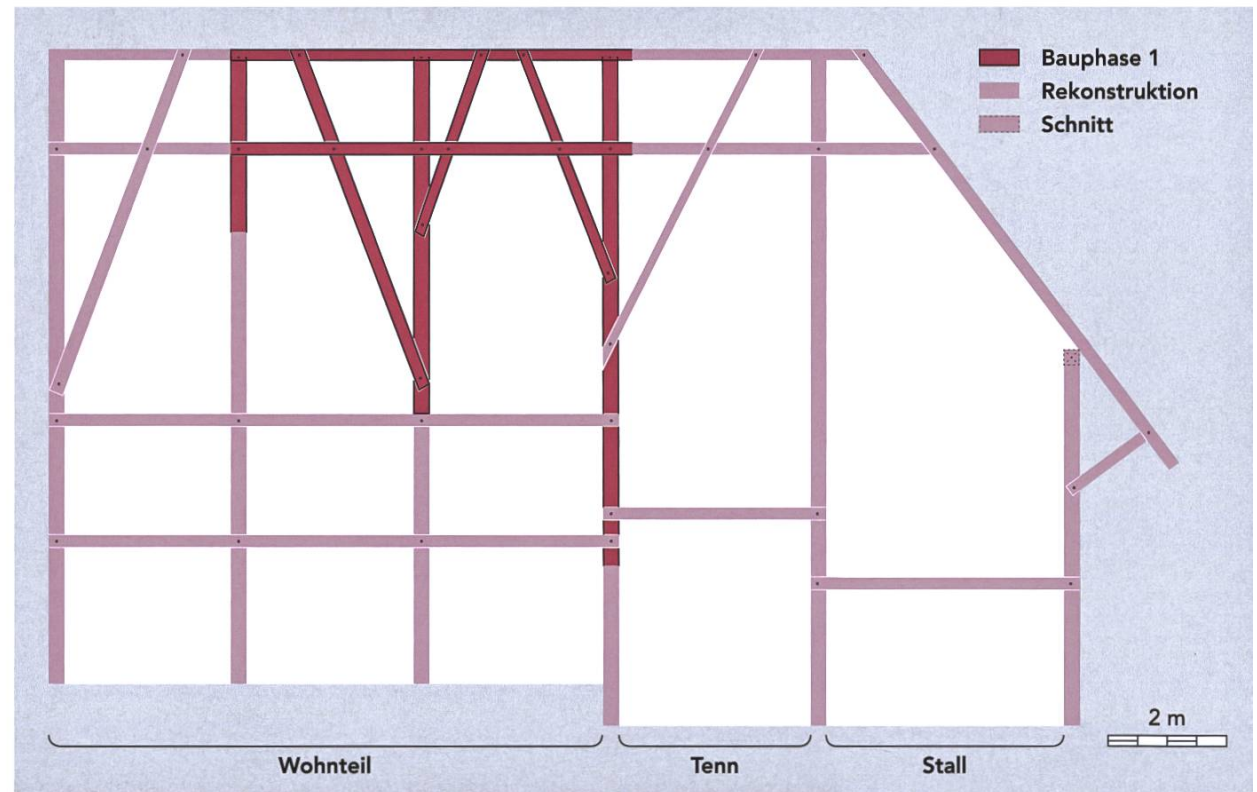 Bauphase 1
Rekonstruktion
Schnitt
2 m
Wohnteil
Tenn
Stall